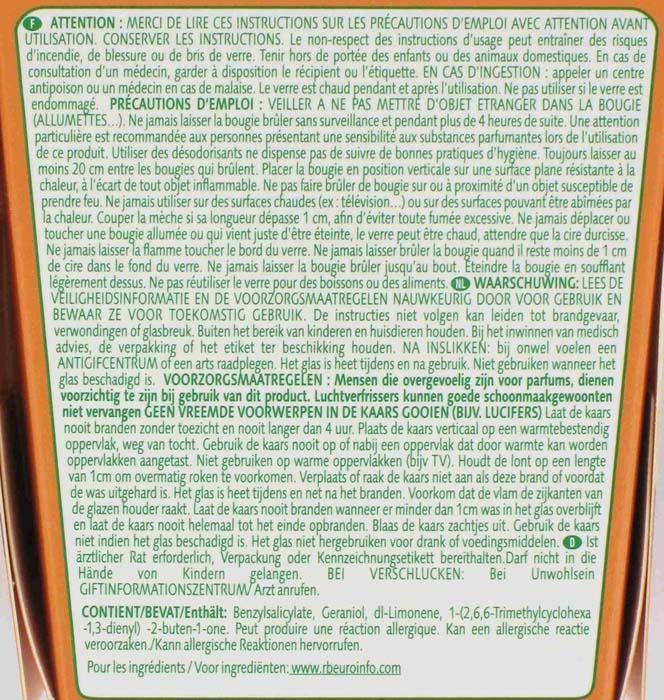 F ATTENTION : MERCI DE LIRE CES INSTRUCTIONS SUR LES PRÉCAUTIONS D'EMPLOI AVEC ATTENTION AVANT
UTILISATION. CONSERVER LES INSTRUCTIONS. Le non-respect des instructions d'usage peut entraîner des risques
d'incendie, de blessure ou de bris de verre. Tenir hors de portée des enfants ou des animaux domestiques. En cas de
consultation d'un médecin, garder à disposition le récipient ou l'étiquette. EN CAS D'INGESTION : appeler un centre
antipoison ou un médecin en cas de malaise. Le verre est chaud pendant et après l'utilisation. Ne pas utiliser si le verre est
endommagé. PRÉCAUTIONS D'EMPLOI : VEILLER A NE PAS METTRE D'OBJET ETRANGER DANS LA BOUGIE
(ALLUMETTES...). Ne jamais laisser la bougie brûler sans surveillance et pendant plus de 4 heures de suite. Une attention
particulière est recommandée aux personnes présentant une sensibilité aux substances parfumantes lors de l'utilisation
de ce produit. Utiliser des désodorisants ne dispense pas de suivre de bonnes pratiques d'hygiène. Toujours laisser au
moins 20 cm entre les bougies qui brûlent. Placer la bougie en position verticale sur une surface plane résistante à la
chaleur, à l'écart de tout objet inflammable. Ne pas faire brûler de bougie sur ou à proximité d'un objet susceptible de
prendre feu. Ne jamais utiliser sur des surfaces chaudes (ex : télévision...) ou sur des surfaces pouvant être abîmées par
la chaleur. Couper la mèche si sa longueur dépasse 1 cm, afin d'éviter toute fumée excessive. Ne jamais déplacer ou
toucher une bougie allumée ou qui vient juste d'être éteinte, le verre peut être chaud, attendre que la cire durcisse.
Ne jamais laisser la flamme toucher le bord du verre. Ne jamais laisser brûler la bougie quand il reste moins de 1 cm
de cire dans le fond du verre. Ne jamais laisser la bougie brûler jusqu'au bout. Eteindre la bougie en soufflant
légèrement dessus. Ne pas réutiliser le verre pour des boissons ou des aliments. NL WAARSCHUWING: LEES DE
VEILIGHEIDSINFORMATIE EN DE VOORZORGSMAATREGELEN NAUWKEURIG DOOR VOOR GEBRUIK EN
BEWAAR ZE VOOR TOEKOMSTIG GEBRUIK. De instructies niet volgen kan leiden tot brandgevaar,
verwondingen of glasbreuk. Buiten het bereik van kinderen en huisdieren houden. Bij het inwinnen van medisch
advies, de verpakking of het etiket ter beschikking houden. NA INSLIKKEN: bij onwel voelen een
ANTIGIFCENTRUM of een arts raadplegen. Het glas is heet tijdens en na gebruik. Niet gebruiken wanneer het
glas beschadigd is. VOORZORGSMAATREGELEN : Mensen die overgevoelig zijn voor parfums, dienen
voorzichtig te zijn bij gebruik van dit product. Luchtverfrissers kunnen goede schoonmaakgewoonten
niet vervangen GEEN VREEMDE VOORWERPEN IN DE KAARS GOOIEN (BIJV. LUCIFERS) Laat de kaars
nooit branden zonder toezicht en nooit langer dan 4 uur. Plaats de kaars verticaal op een warmtebestendig
oppervlak, weg van tocht. Gebruik de kaars nooit op of nabij een oppervlak dat door warmte kan worden
oppervlakken aangetast. Niet gebruiken op warme oppervlakken (bijv TV). Houdt de lont op een lengte
van 1cm om overmatig roken te voorkomen. Verplaats of raak de kaars niet aan als deze brand of voordat
de was uitgehard is. Het glas is heet tijdens en net na het branden. Voorkom dat de vlam de zijkanten van
de glazen houder raakt. Laat de kaars nooit branden wanneer er minder dan 1cm was in het glas overblijft
en laat de kaars nooit helemaal tot het einde opbranden. Blaas de kaars zachtjes uit. Gebruik de kaars
niet indien het glas beschadigd is. Het glas niet hergebruiken voor drank of voedingsmiddelen. D Ist
ärztlicher Rat erforderlich, Verpackung oder Kennzeichnungsetikett bereithalten.Darf nicht in die
Hände von Kindern gelangen. BEI VERSCHLUCKEN: Bei Unwohlsein
GIFTINFORMATIONSZENTRUM/ Arzt anrufen.
CONTIENT/BEVAT/Enthält: Benzylsalicylate, Geraniol, dl-Limonene, 1-(2,6,6-Trimethylcyclohexa
-1,3-dienyl) -2-buten-1-one. Peut produire une réaction allergique. Kan een allergische reactie
veroorzaken./Kann allergische Reaktionen hervorrufen.
Pour les ingrédients / Voor ingrediënten: www.rbeuroinfo.com